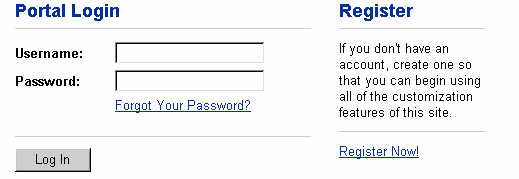 Portal Login
Username:
Password:
Forgot Your Password?
Log In
Register
If you don't have an
account, create one so
that you can begin using
all of the customization
features of this site.
Register Now!